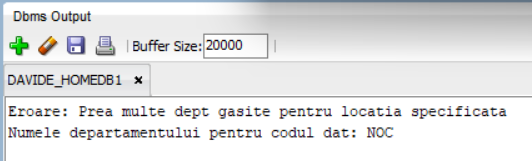 Dbms Output
Buffer Size: 20000
DAVIDE_HOMEDB1
Eroare: Prea multe dept gasite pentru locatia specificata
Numele departamentului pentru codul dat: NOC